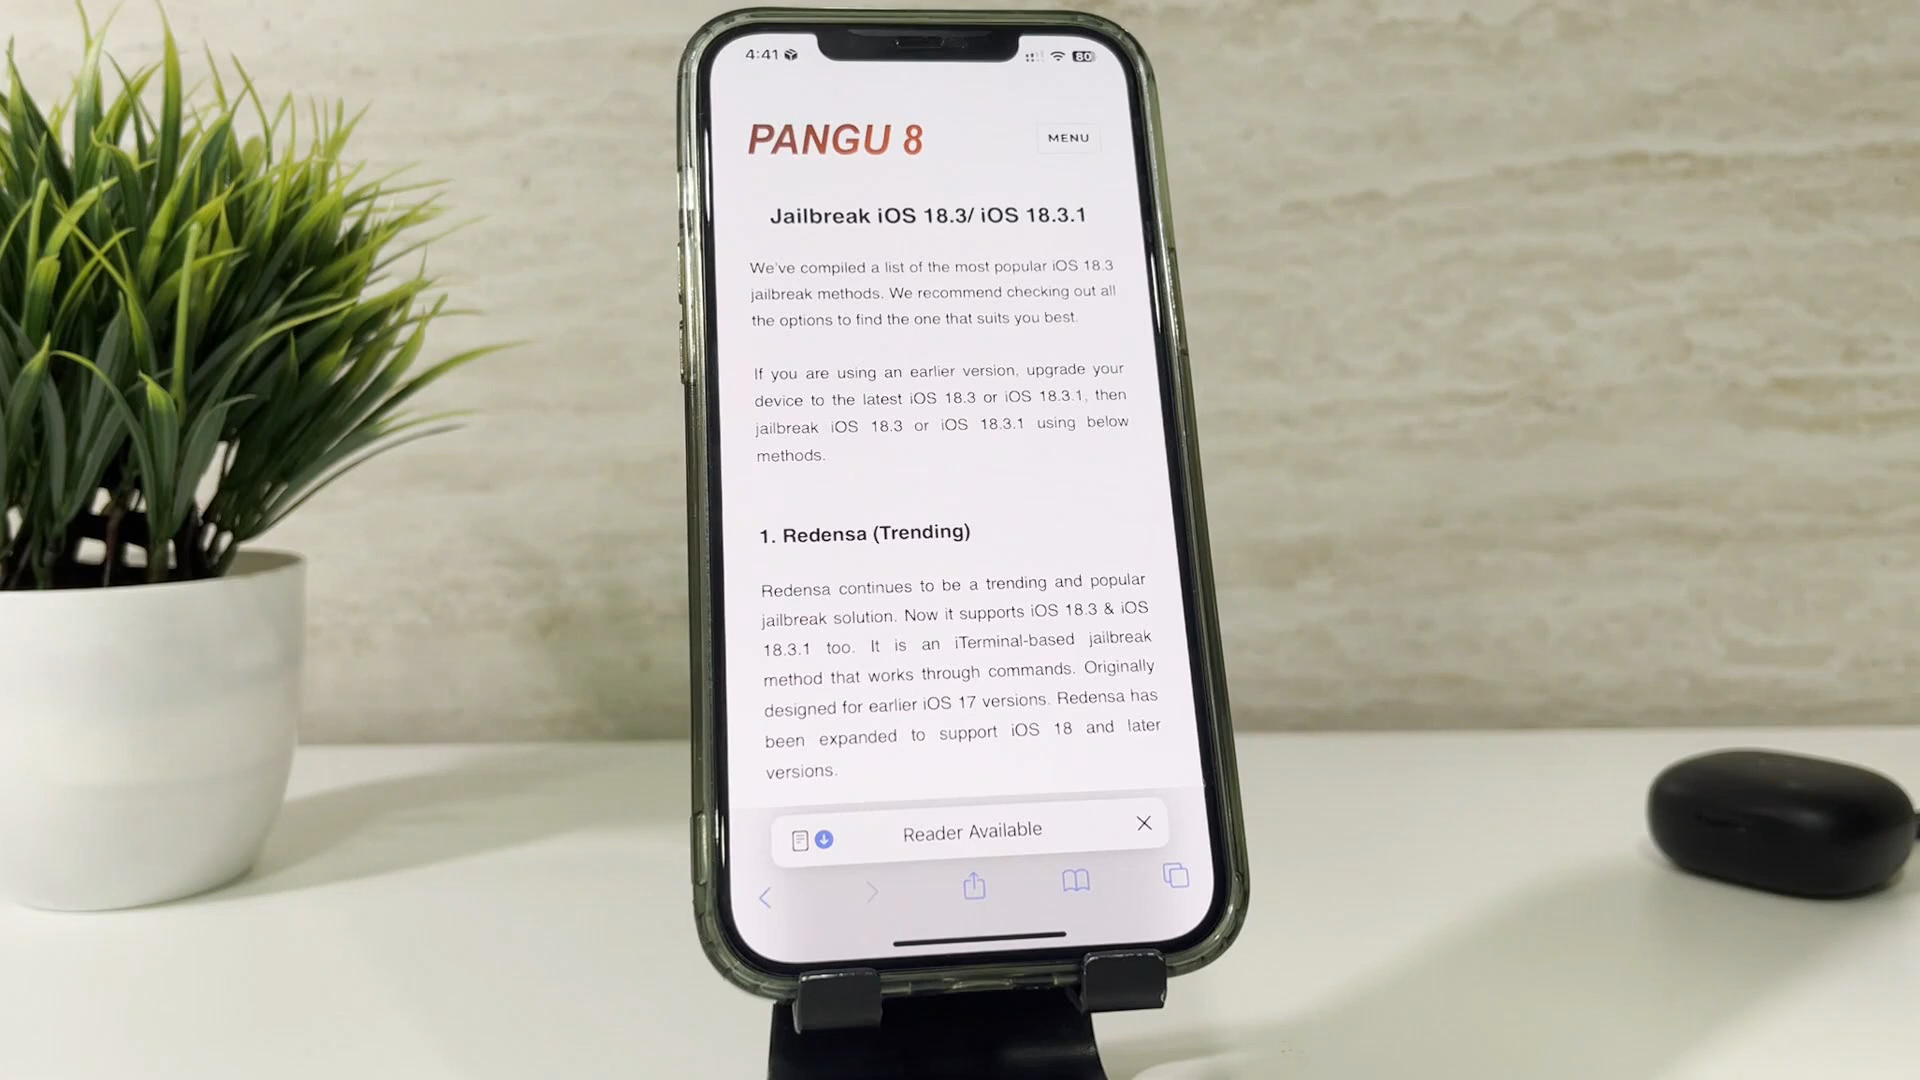 4:41
80
PANGU 8
MENU
Jailbreak iOS 18.3/ iOS 18.3.1
We've compiled a list of the most popular iOS 18.3
jailbreak methods. We recommend checking out all
the options to find the one that suits you best.
If you are using an earlier version, upgrade your
device to the latest iOS 18.3 or iOS 18.3.1, then
jailbreak iOS 18.3 or iOS 18.3.1 using below
methods.
1. Redensa (Trending)
Redensa continues to be a trending and popular
jailbreak solution. Now it supports iOS 18.3 & iOS
18.3.1 too. It is an iTerminal-based jailbreak
method that works through commands. Originally
designed for earlier iOS 17 versions. Redensa has
been expanded to support iOS 18 and later
versions.
Reader Available